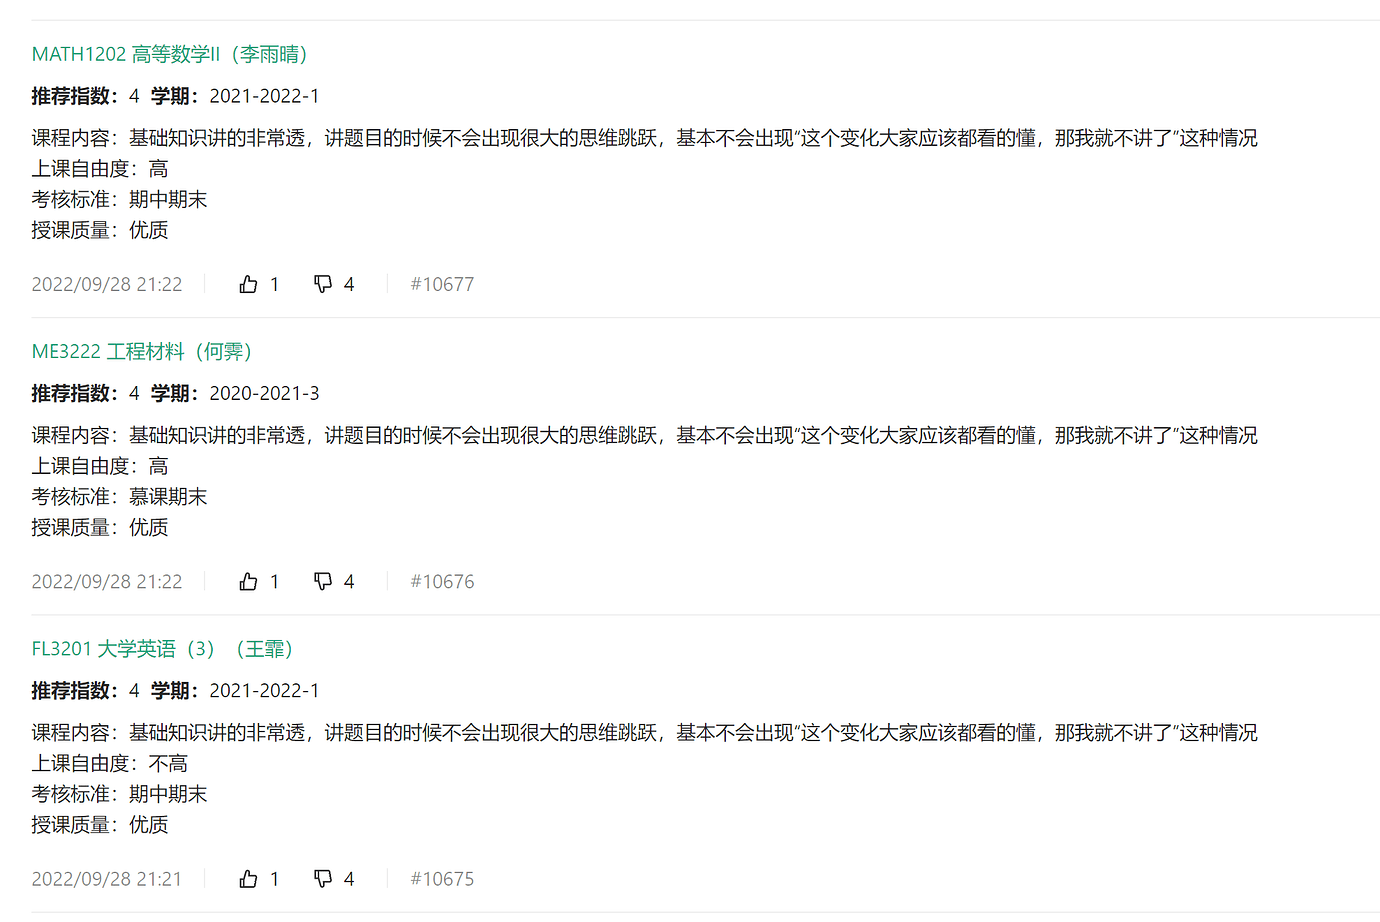 MATH1202 高等数学II（李雨晴）
推荐指数：4 学期：2021-2022-1
课程内容：基础知识讲的非常透，讲题目的时候不会出现很大的思维跳跃，基本不会出现“这个变化大家应该都看的懂，那我就不讲了”这种情况
上课自由度：高
考核标准：期中期末
授课质量：优质
2022/09/28 21:22 1 4 #10677
ME3222 工程材料（何霁）
推荐指数：4 学期：2020-2021-3
课程内容：基础知识讲的非常透，讲题目的时候不会出现很大的思维跳跃，基本不会出现“这个变化大家应该都看的懂，那我就不讲了”这种情况
上课自由度：高
考核标准：慕课期末
授课质量：优质
2022/09/28 21:22 1 4 #10676
FL3201 大学英语（3）（王霏）
推荐指数：4 学期：2021-2022-1
课程内容：基础知识讲的非常透，讲题目的时候不会出现很大的思维跳跃，基本不会出现“这个变化大家应该都看的懂，那我就不讲了”这种情况
上课自由度：不高
考核标准：期中期末
授课质量：优质
2022/09/28 21:21 1 4 #10675